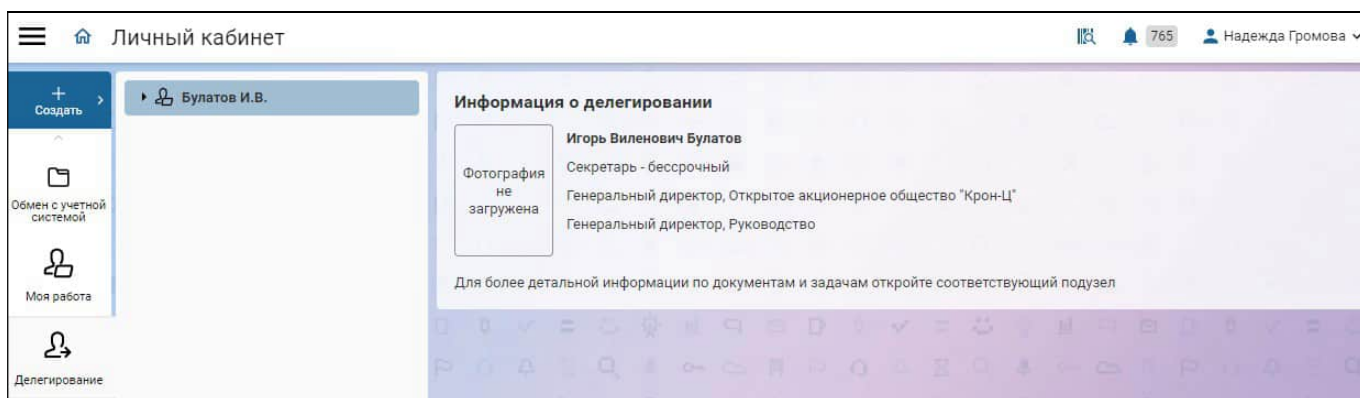 Личный кабинет
765
Надежда Громова
Создать
Обмен с учетной
системой
Моя работа
Делегирование
Булатов И.В.
Информация о делегировании
Фотография
не
загружена
Игорь Виленович Булатов
Секретарь - бессрочный
Генеральный директор, Открытое акционерное общество "Крон-Ц"
Генеральный директор, Руководство
Для более детальной информации по документам и задачам откройте соответствующий подузел